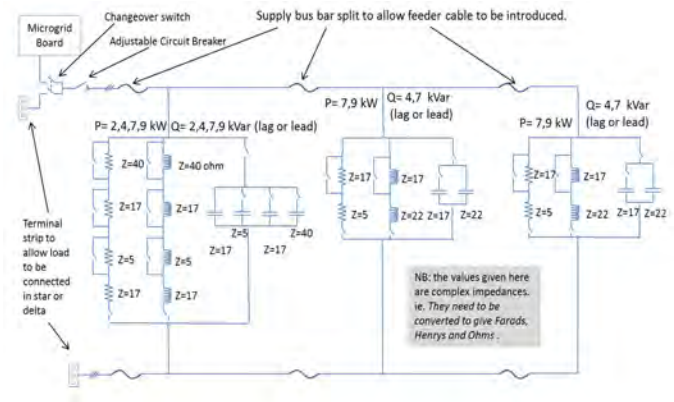 Microgrid
Board
Changeover switch
Adjustable Circuit Breaker
Supply bus bar split to allow feeder cable to be introduced.
P= 2,4,7,9 kW Q= 2,4,7,9 kVar (lag or lead)
Z=40
Z=40 ohm
Z=17
Z=17
Z=5
Z=5
Z=17
Z=17
Z=5
Z=40
Z=17
Z=17
P= 7,9 kW
Q= 4,7 kVar
(lag or lead)
Z=17
Z=17
Z=5
Z=22
Z=17
Z=22
P= 7,9 kW
Q= 4,7 kVar
(lag or lead)
Z=17
Z=17
Z=5
Z=22
Z=17
Z=22
Terminal
strip to
allow load
to be
connected
in star or
delta
NB: the values given here
are complex impedances.
ie. They need to be
converted to give Farads,
Henrys and Ohms .